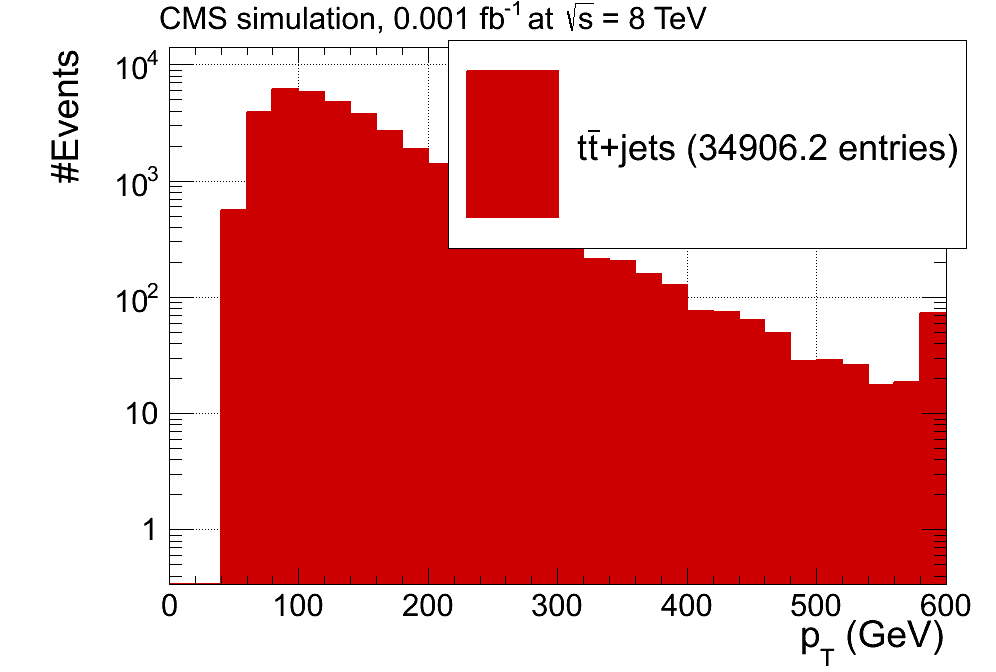 CMS simulation, 0.001 fb⁻¹ at √s = 8 TeV
#Events
10⁴
10³
10²
10
1
tt̄+jets (34906.2 entries)
0 100 200 300 400 500 600
p_T (GeV)